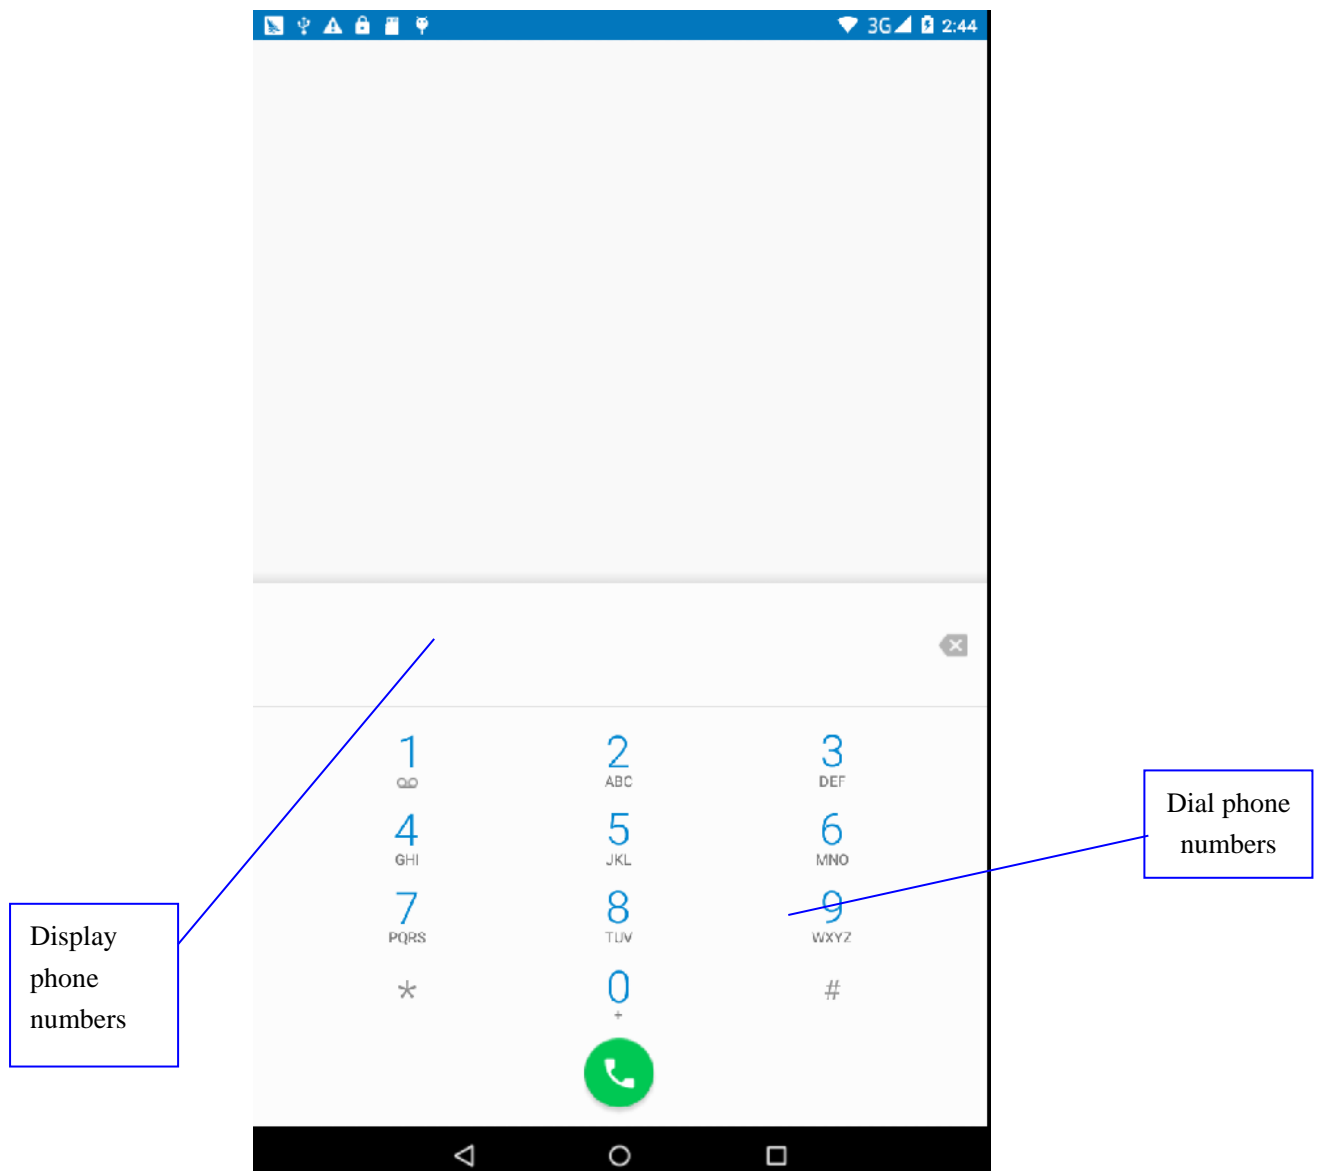 3G 2:44
1 2 3
ABC DEF
4 5 6
GHI JKL MNO
7 8 9
PQRS TUV WXYZ
* 0 #
+
Display
phone
numbers
Dial phone
numbers